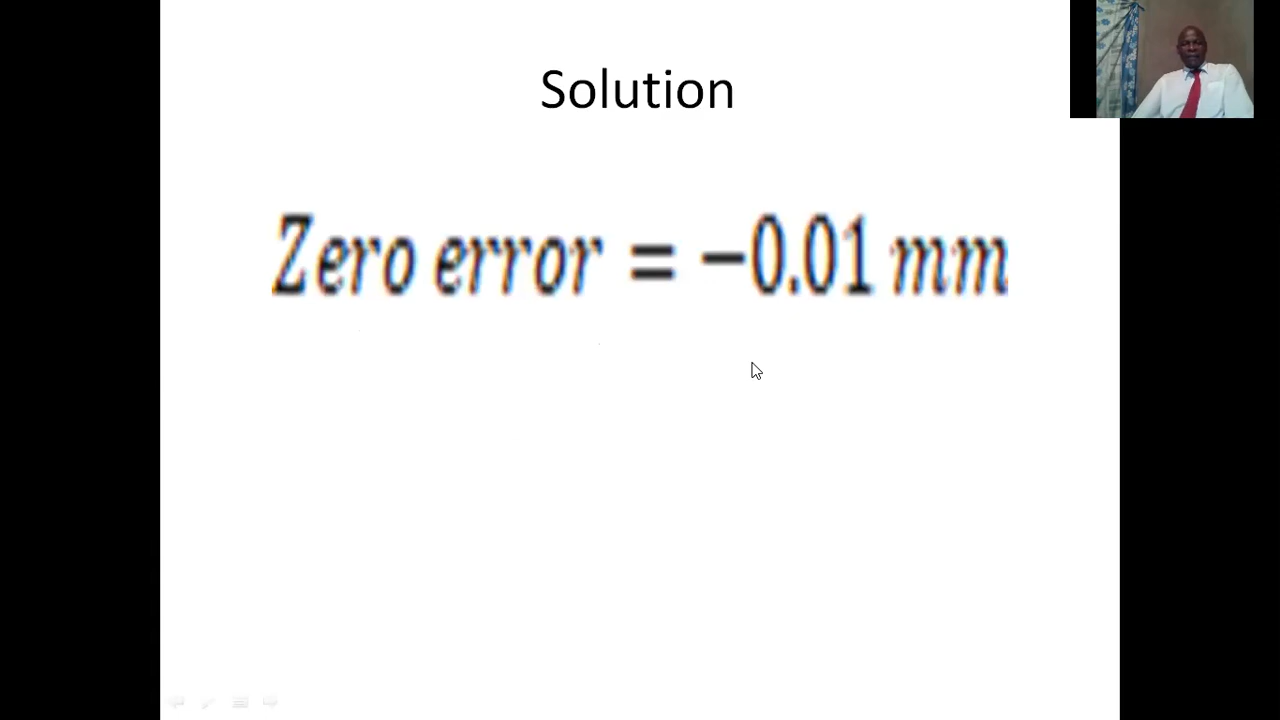 Solution
Zero error = −0.01 mm